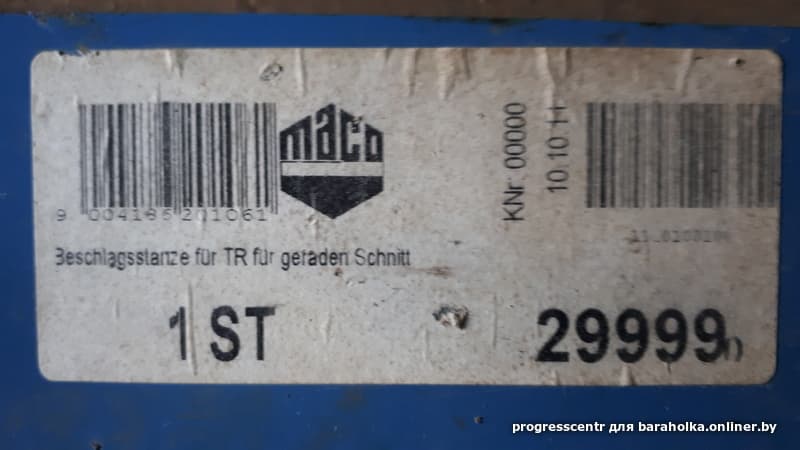 maco
9 004185 201061
KNr. 00000
10.10.11
Beschlagsstanze für TR für geraden Schnitt
1 ST
29999
progresscentr для baraholka.onliner.by